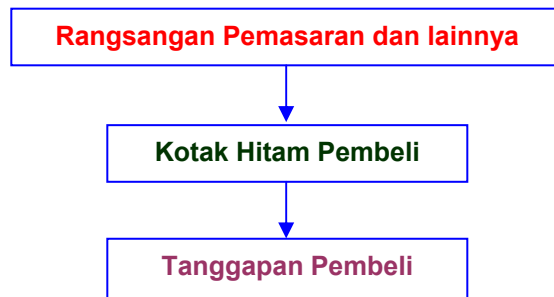 Rangsangan Pemasaran dan lainnya
Kotak Hitam Pembeli
Tanggapan Pembeli